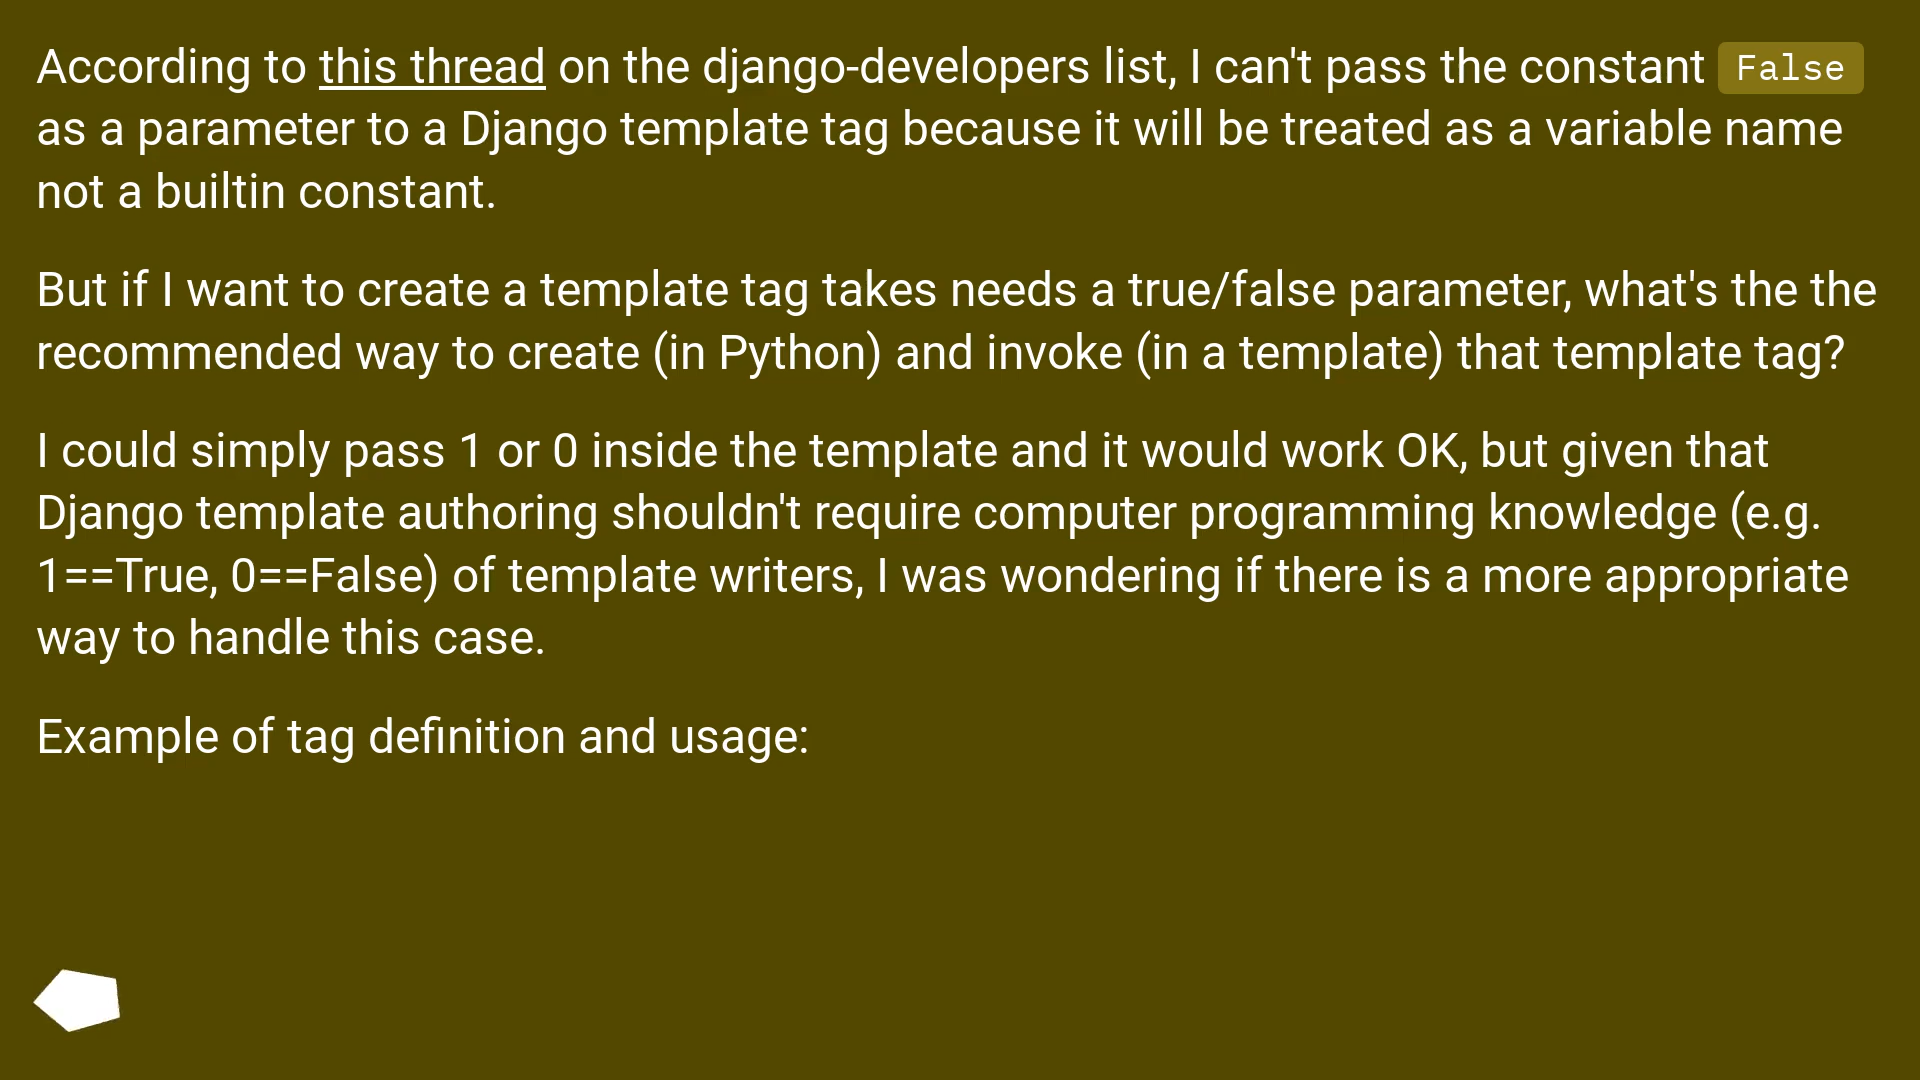 According to this thread on the django-developers list, I can't pass the constant False
as a parameter to a Django template tag because it will be treated as a variable name
not a builtin constant.
But if I want to create a template tag takes needs a true/false parameter, what's the the
recommended way to create (in Python) and invoke (in a template) that template tag?
I could simply pass 1 or 0 inside the template and it would work OK, but given that
Django template authoring shouldn't require computer programming knowledge (e.g.
1==True, 0==False) of template writers, I was wondering if there is a more appropriate
way to handle this case.
Example of tag definition and usage: